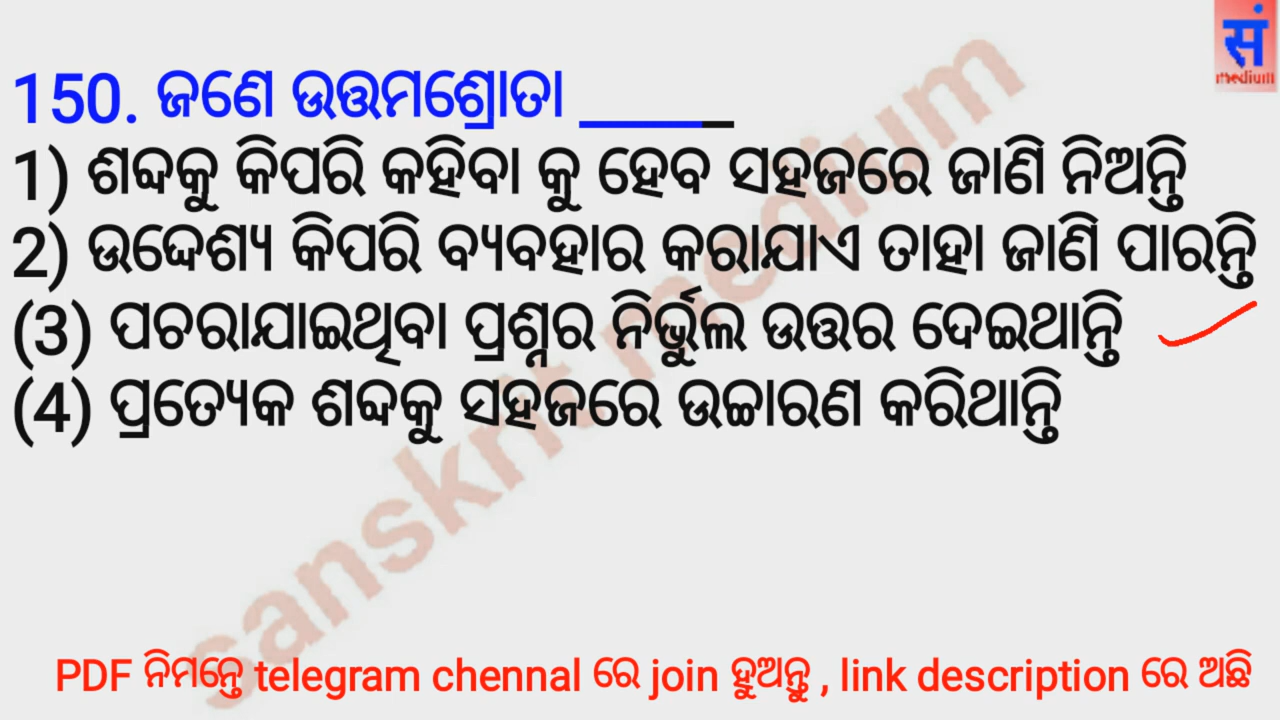 सं
medium
150. ଜଣେ ଉତ୍ତମଶ୍ରୋତା _____
1) ଶବ୍ଦକୁ କିପରି କହିବା କୁ ହେବ ସହଜରେ ଜାଣି ନିଅନ୍ତି
2) ଉଦ୍ଦେଶ୍ୟ କିପରି ବ୍ୟବହାର କରାଯାଏ ତାହା ଜାଣି ପାରନ୍ତି
(3) ପଚରାଯାଇଥିବା ପ୍ରଶ୍ନର ନିର୍ଭୁଲ ଉତ୍ତର ଦେଇଥାନ୍ତି
(4) ପ୍ରତ୍ୟେକ ଶବ୍ଦକୁ ସହଜରେ ଉଚ୍ଚାରଣ କରିଥାନ୍ତି
sanskrit medium
PDF ନିମନ୍ତେ telegram chennal ରେ join ହୁଅନ୍ତୁ , link description ରେ ଅଛି